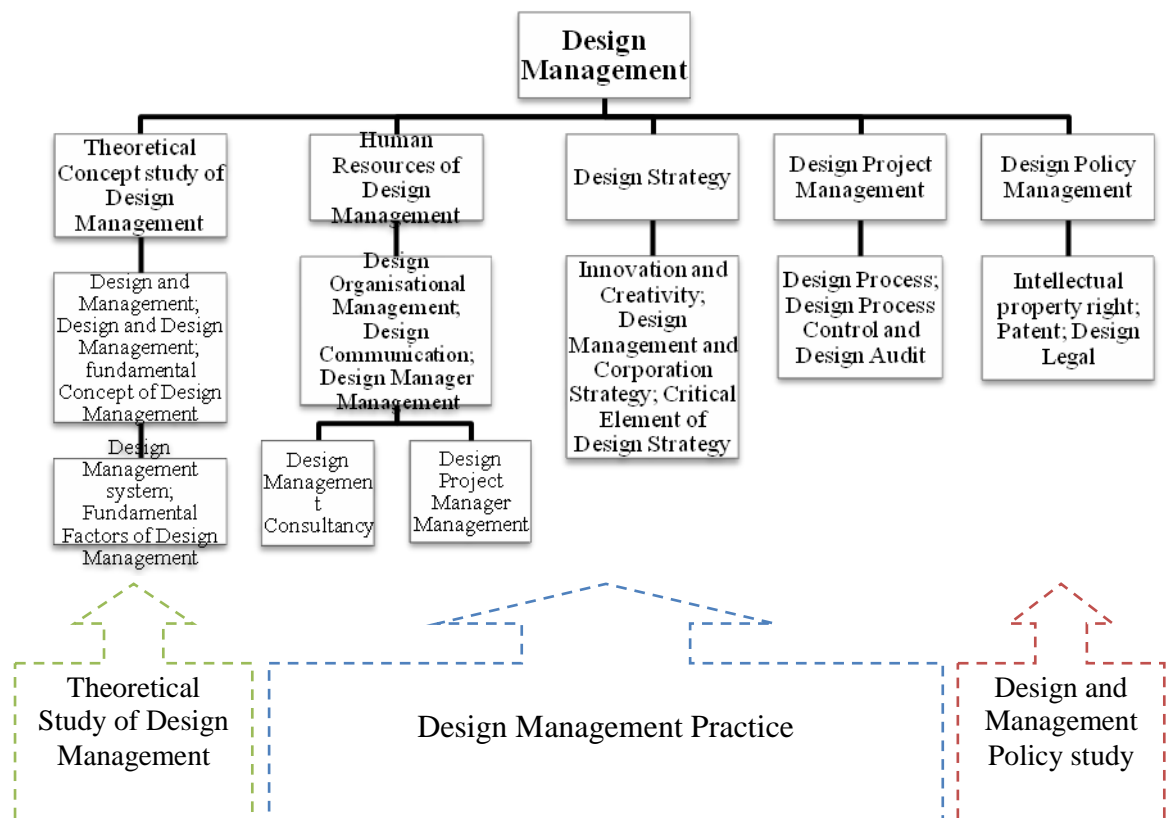 Design
Management
Theoretical
Concept study of
Design
Management
Human
Resources of
Design
Management
Design Strategy
Design Project
Management
Design Policy
Management
Design and
Management;
Design and Design
Management;
fundamental
Concept of Design
Management
Design
Organisational
Management;
Design
Communication;
Design Manager
Management
Innovation and
Creativity;
Design
Management and
Corporation
Strategy; Critical
Element of
Design Strategy
Design Process;
Design Process
Control and
Design Audit
Intellectual
property right;
Patent; Design
Legal
Design
Management
system;
Fundamental
Factors of Design
Management
Design
Managemen
t
Consultancy
Design
Project
Manager
Management
Theoretical
Study of Design
Management
Design Management Practice
Design and
Management
Policy study